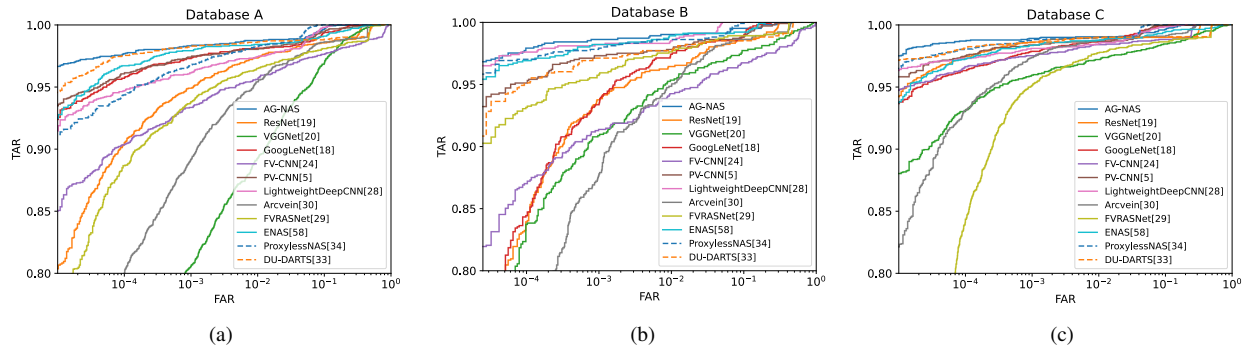 Database A
TAR
1.00
0.95
0.90
0.85
0.80
AG-NAS
ResNet[19]
VGGNet[20]
GoogLeNet[18]
FV-CNN[24]
PV-CNN[5]
LightweightDeepCNN[28]
Arcvein[30]
FVRASNet[29]
ENAS[58]
ProxylessNAS[34]
DU-DARTS[33]
10⁻⁴ 10⁻³ 10⁻² 10⁻¹ 10⁰
FAR
(a)
Database B
TAR
1.00
0.95
0.90
0.85
0.80
AG-NAS
ResNet[19]
VGGNet[20]
GoogLeNet[18]
FV-CNN[24]
PV-CNN[5]
LightweightDeepCNN[28]
Arcvein[30]
FVRASNet[29]
ENAS[58]
ProxylessNAS[34]
DU-DARTS[33]
10⁻⁴ 10⁻³ 10⁻² 10⁻¹ 10⁰
FAR
(b)
Database C
TAR
1.00
0.95
0.90
0.85
0.80
AG-NAS
ResNet[19]
VGGNet[20]
GoogLeNet[18]
FV-CNN[24]
PV-CNN[5]
LightweightDeepCNN[28]
Arcvein[30]
FVRASNet[29]
ENAS[58]
ProxylessNAS[34]
DU-DARTS[33]
10⁻⁴ 10⁻³ 10⁻² 10⁻¹ 10⁰
FAR
(c)